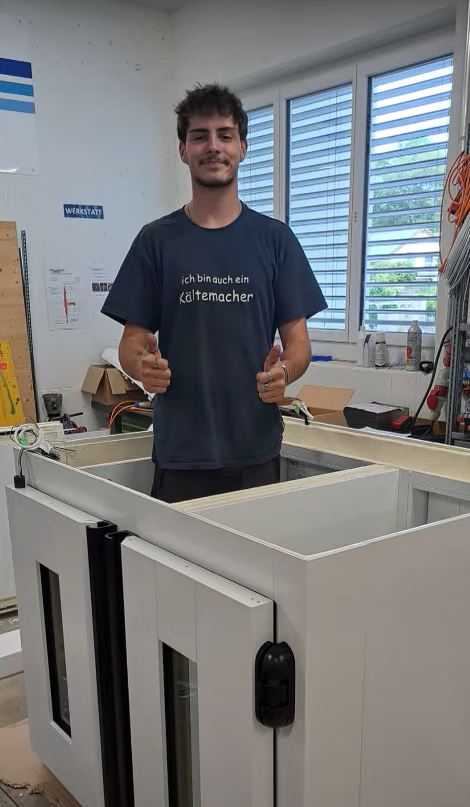 WERKSTATT
ich bin auch ein
Kältemacher